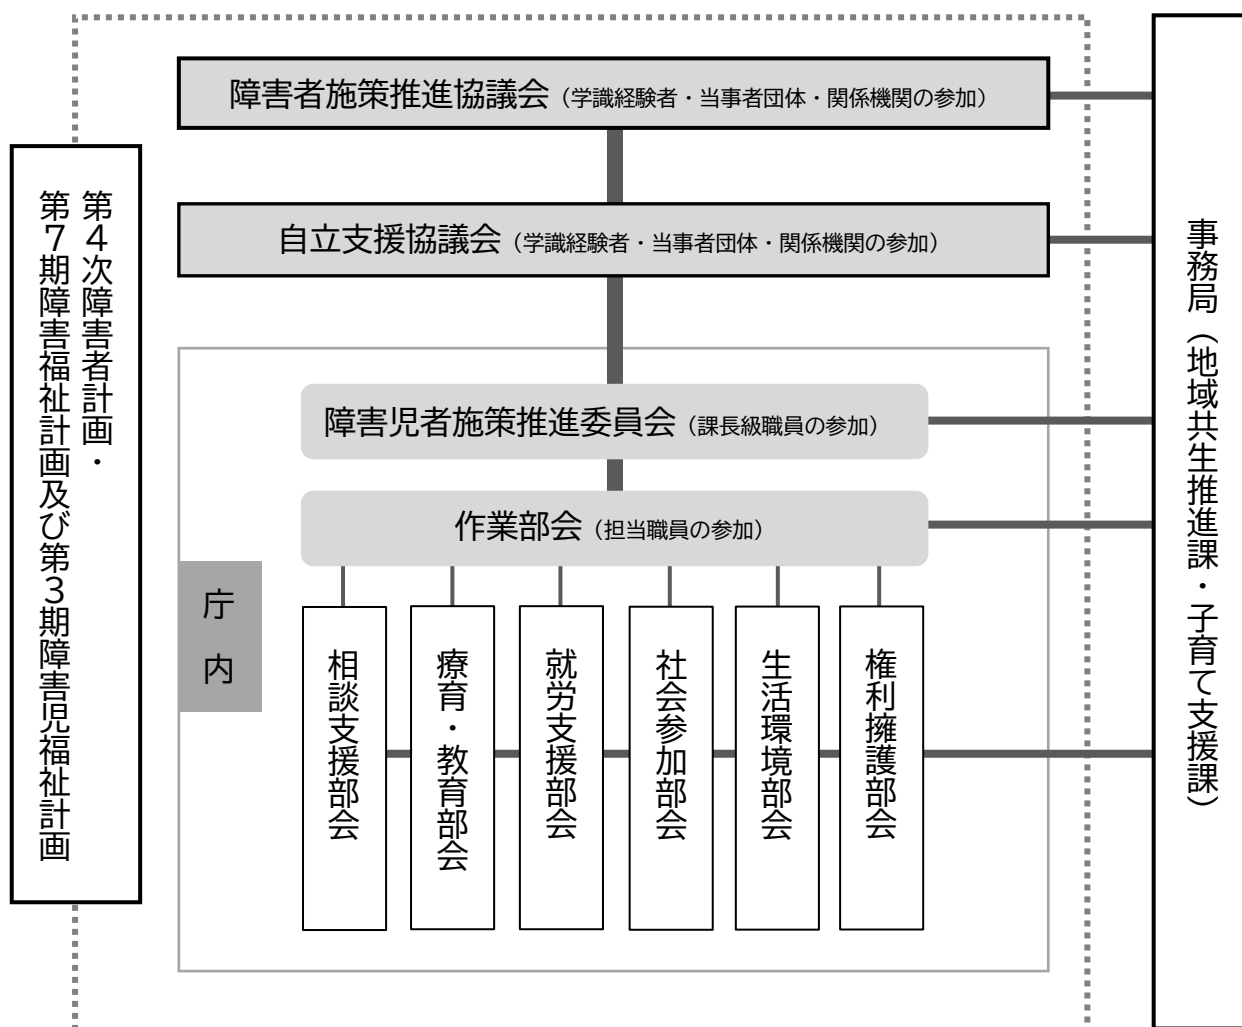 障害者施策推進協議会（学識経験者・当事者団体・関係機関の参加）
自立支援協議会（学識経験者・当事者団体・関係機関の参加）
第４次障害者計画・
第７期障害福祉計画及び第３期障害児福祉計画
障害児者施策推進委員会（課長級職員の参加）
作業部会（担当職員の参加）
庁内
相談支援部会
療育・教育部会
就労支援部会
社会参加部会
生活環境部会
権利擁護部会
事務局（地域共生推進課・子育て支援課）